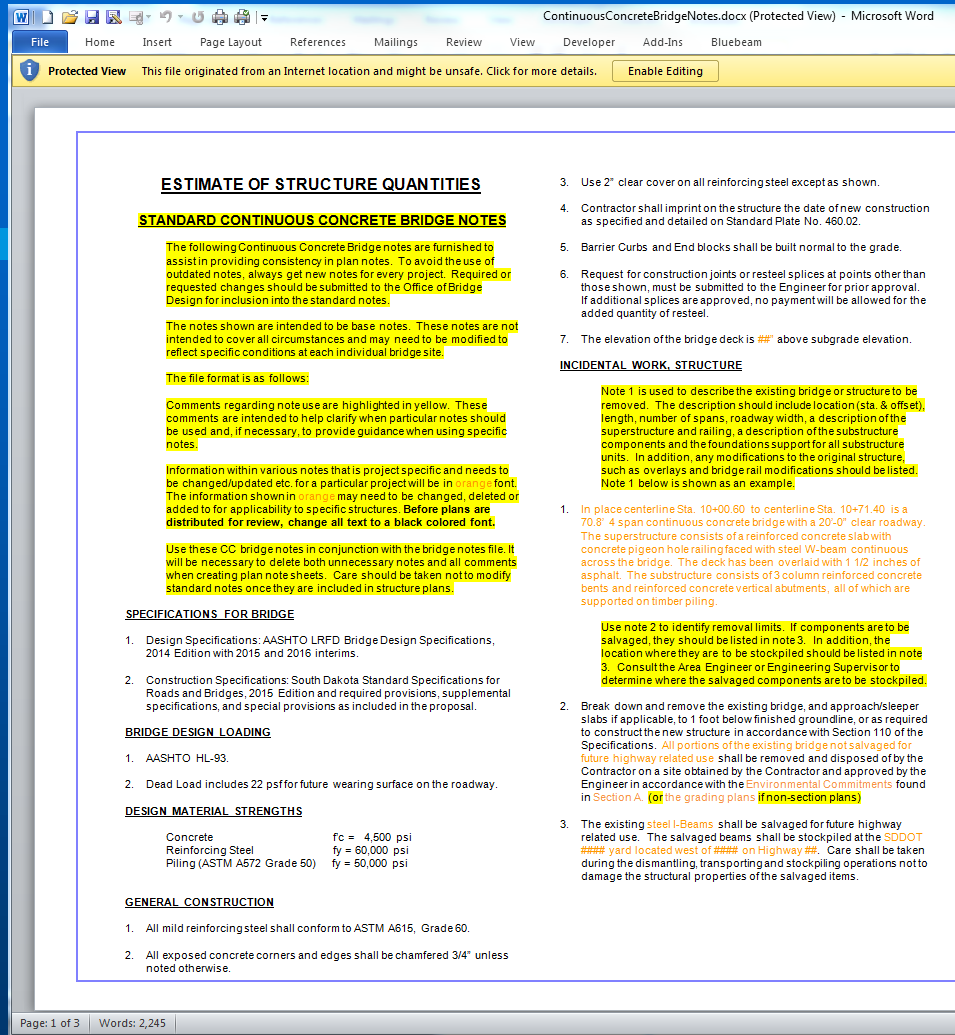 ContinuousConcreteBridgeNotes.docx (Protected View) - Microsoft Word
File Home Insert Page Layout References Mailings Review View Developer Add-Ins Bluebeam
Protected View This file originated from an Internet location and might be unsafe. Click for more details. Enable Editing
ESTIMATE OF STRUCTURE QUANTITIES
STANDARD CONTINUOUS CONCRETE BRIDGE NOTES
The following Continuous Concrete Bridge notes are furnished to
assist in providing consistency in plan notes. To avoid the use of
outdated notes, always get new notes for every project. Required or
requested changes should be submitted to the Office of Bridge
Design for inclusion into the standard notes.
The notes shown are intended to be base notes. These notes are not
intended to cover all circumstances and may need to be modified to
reflect specific conditions at each individual bridge site.
The file format is as follows:
Comments regarding note use are highlighted in yellow. These
comments are intended to help clarify when particular notes should
be used and, if necessary, to provide guidance when using specific
notes.
Information within various notes that is project specific and needs to
be changed/updated etc. for a particular project will be in orange font.
The information shown in orange may need to be changed, deleted or
added to for applicability to specific structures. Before plans are
distributed for review, change all text to a black colored font.
Use these CC bridge notes in conjunction with the bridge notes file. It
will be necessary to delete both unnecessary notes and all comments
when creating plan note sheets. Care should be taken not to modify
standard notes once they are included in structure plans.
SPECIFICATIONS FOR BRIDGE
1. Design Specifications: AASHTO LRFD Bridge Design Specifications,
2014 Edition with 2015 and 2016 interims.
2. Construction Specifications: South Dakota Standard Specifications for
Roads and Bridges, 2015 Edition and required provisions, supplemental
specifications, and special provisions as included in the proposal.
BRIDGE DESIGN LOADING
1. AASHTO HL-93.
2. Dead Load includes 22 psf for future wearing surface on the roadway.
DESIGN MATERIAL STRENGTHS
Concrete f'c = 4,500 psi
Reinforcing Steel fy = 60,000 psi
Piling (ASTM A572 Grade 50) fy = 50,000 psi
GENERAL CONSTRUCTION
1. All mild reinforcing steel shall conform to ASTM A615, Grade 60.
2. All exposed concrete corners and edges shall be chamfered 3/4" unless
noted otherwise.
3. Use 2" clear cover on all reinforcing steel except as shown.
4. Contractor shall imprint on the structure the date of new construction
as specified and detailed on Standard Plate No. 460.02.
5. Barrier Curbs and End blocks shall be built normal to the grade.
6. Request for construction joints or resteel splices at points other than
those shown, must be submitted to the Engineer for prior approval.
If additional splices are approved, no payment will be allowed for the
added quantity of resteel.
7. The elevation of the bridge deck is ##" above subgrade elevation.
INCIDENTAL WORK, STRUCTURE
Note 1 is used to describe the existing bridge or structure to be
removed. The description should include location (sta. & offset),
length, number of spans, roadway width, a description of the
superstructure and railing, a description of the substructure
components and the foundations support for all substructure
units. In addition, any modifications to the original structure,
such as overlays and bridge rail modifications should be listed.
Note 1 below is shown as an example.
1. In place centerline Sta. 10+00.60 to centerline Sta. 10+71.40 is a
70.8' 4 span continuous concrete bridge with a 20'-0" clear roadway.
The superstructure consists of a reinforced concrete slab with
concrete pigeon hole railing faced with steel W-beam continuous
across the bridge. The deck has been overlaid with 1 1/2 inches of
asphalt. The substructure consists of 3 column reinforced concrete
bents and reinforced concrete vertical abutments, all of which are
supported on timber piling.
Use note 2 to identify removal limits. If components are to be
salvaged, they should be listed in note 3. In addition, the
location where they are to be stockpiled should be listed in note
3. Consult the Area Engineer or Engineering Supervisor to
determine where the salvaged components are to be stockpiled.
2. Break down and remove the existing bridge, and approach/sleeper
slabs if applicable, to 1 foot below finished groundline, or as required
to construct the new structure in accordance with Section 110 of the
Specifications. All portions of the existing bridge not salvaged for
future highway related use shall be removed and disposed of by the
Contractor on a site obtained by the Contractor and approved by the
Engineer in accordance with the Environmental Commitments found
in Section A. (or the grading plans if non-section plans)
3. The existing steel I-Beams shall be salvaged for future highway
related use. The salvaged beams shall be stockpiled at the SDDOT
#### yard located west of #### on Highway ##. Care shall be taken
during the dismantling, transporting and stockpiling operations not to
damage the structural properties of the salvaged items.
Page: 1 of 3 Words: 2,245